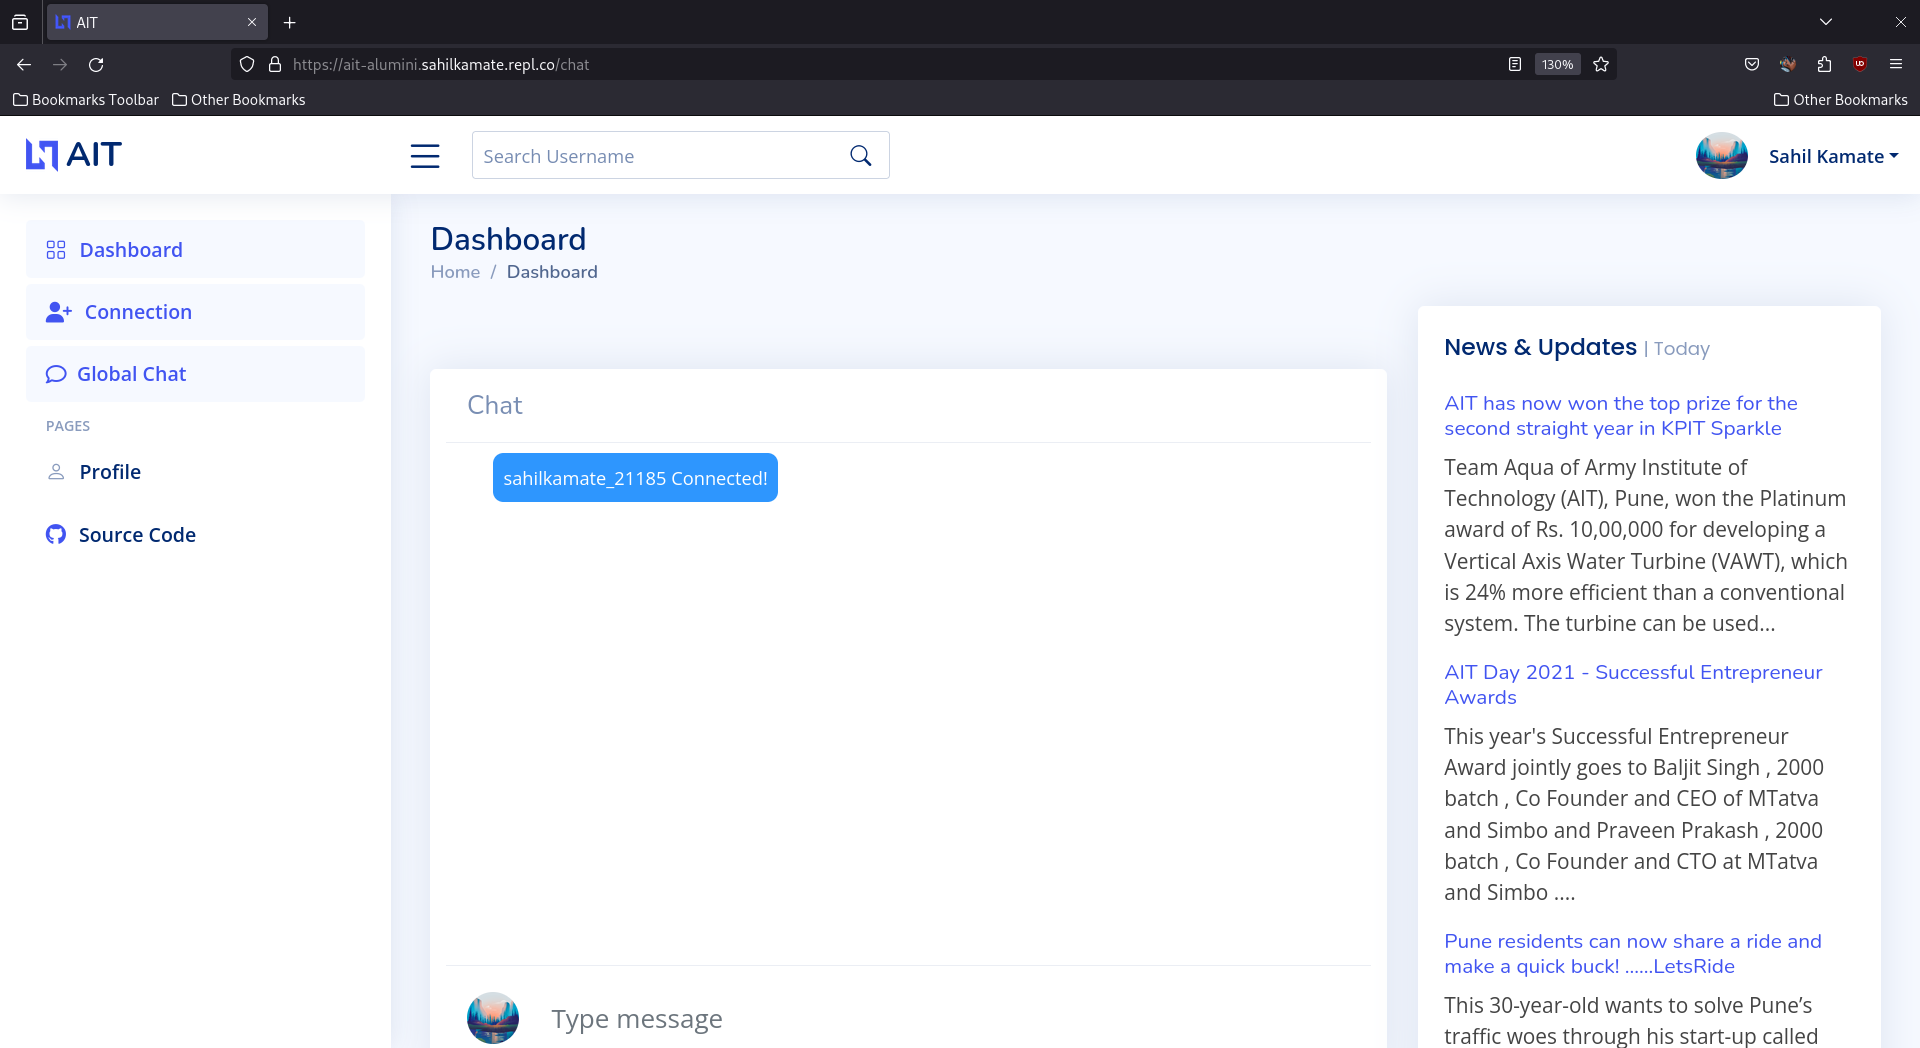 AIT
https://ait-alumini.sahilkamate.repl.co/chat
130%
Bookmarks Toolbar
Other Bookmarks
Other Bookmarks
AIT
Search Username
Sahil Kamate
Dashboard
Connection
Global Chat
PAGES
Profile
Source Code
Dashboard
Home / Dashboard
Chat
sahilkamate_21185 Connected!
Type message
News & Updates | Today
AIT has now won the top prize for the
second straight year in KPIT Sparkle
Team Aqua of Army Institute of
Technology (AIT), Pune, won the Platinum
award of Rs. 10,00,000 for developing a
Vertical Axis Water Turbine (VAWT), which
is 24% more efficient than a conventional
system. The turbine can be used...
AIT Day 2021 - Successful Entrepreneur
Awards
This year's Successful Entrepreneur
Award jointly goes to Baljit Singh , 2000
batch , Co Founder and CEO of MTatva
and Simbo and Praveen Prakash , 2000
batch , Co Founder and CTO at MTatva
and Simbo ....
Pune residents can now share a ride and
make a quick buck! ......LetsRide
This 30-year-old wants to solve Pune’s
traffic woes through his start-up called